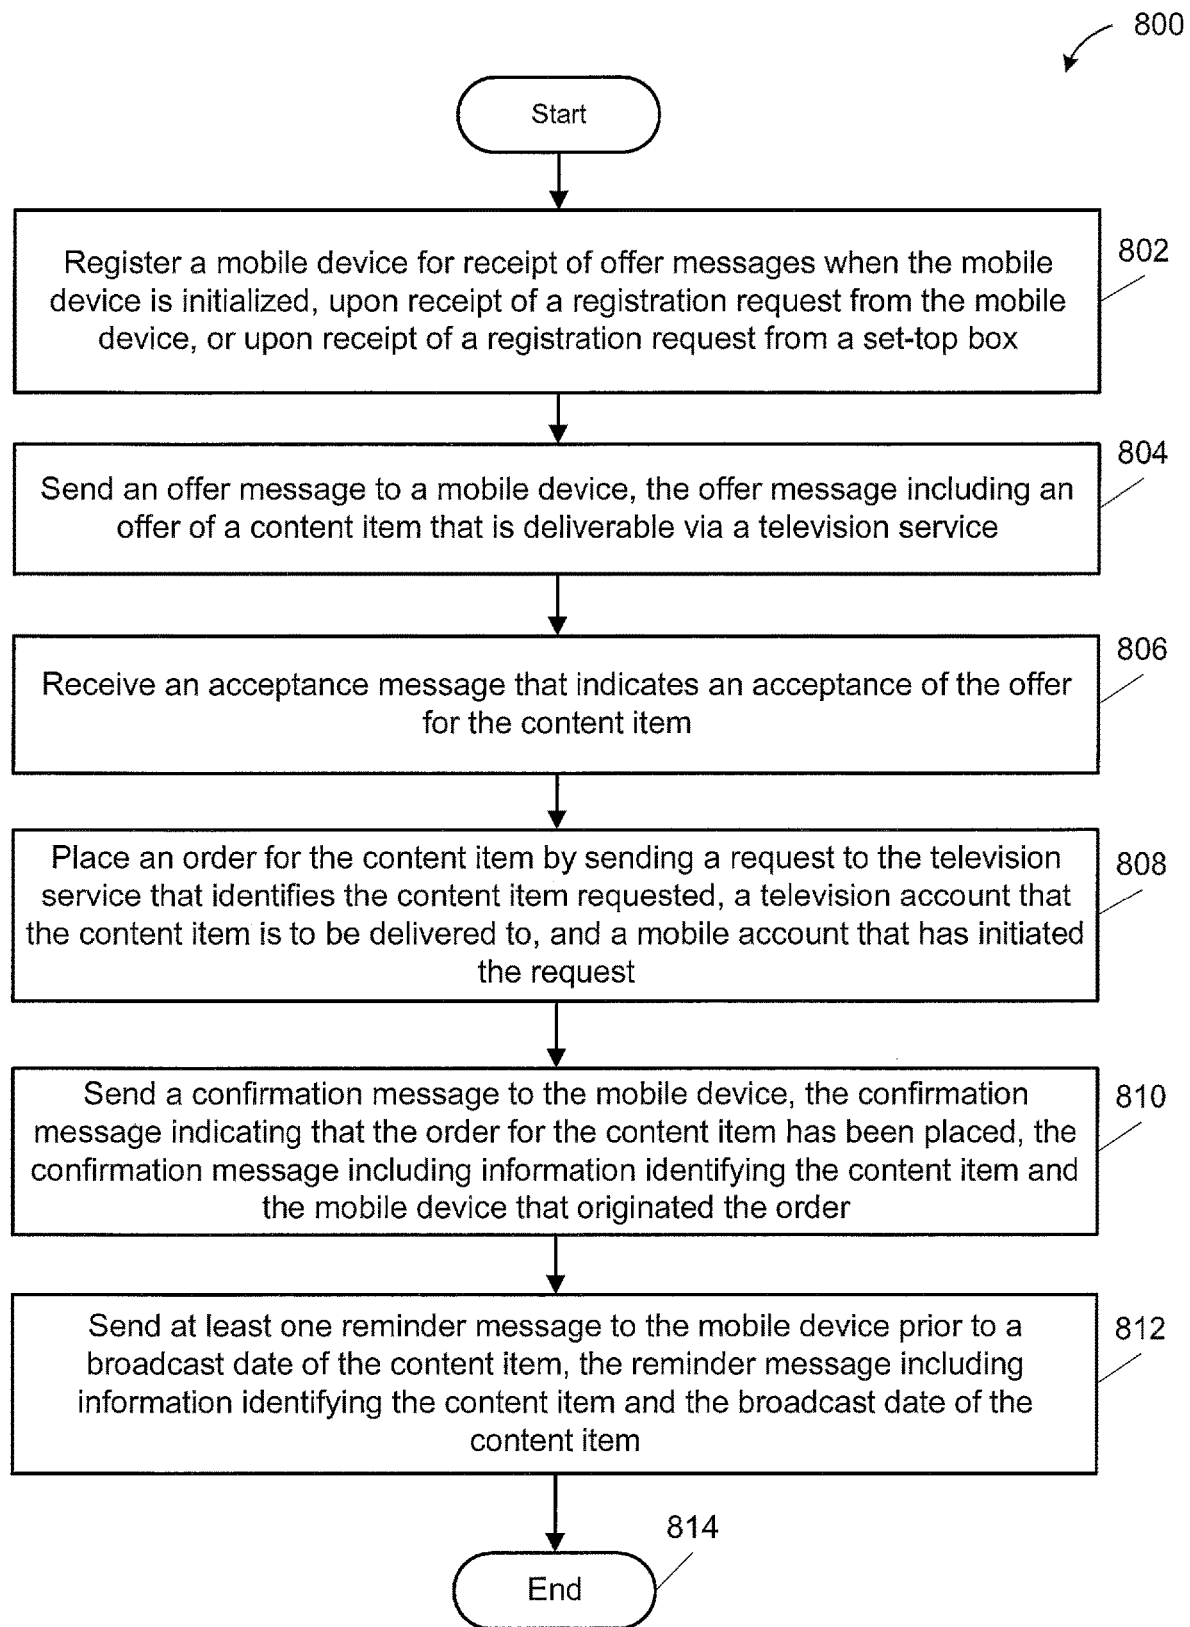 800
Start
Register a mobile device for receipt of offer messages when the mobile
device is initialized, upon receipt of a registration request from the mobile
device, or upon receipt of a registration request from a set-top box
802
Send an offer message to a mobile device, the offer message including an
offer of a content item that is deliverable via a television service
804
Receive an acceptance message that indicates an acceptance of the offer
for the content item
806
Place an order for the content item by sending a request to the television
service that identifies the content item requested, a television account that
the content item is to be delivered to, and a mobile account that has initiated
the request
808
Send a confirmation message to the mobile device, the confirmation
message indicating that the order for the content item has been placed, the
confirmation message including information identifying the content item and
the mobile device that originated the order
810
Send at least one reminder message to the mobile device prior to a
broadcast date of the content item, the reminder message including
information identifying the content item and the broadcast date of the
content item
812
End
814